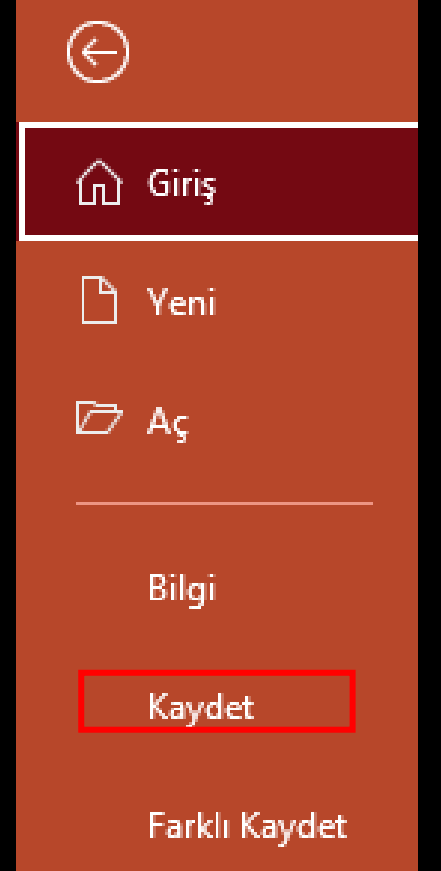 Giriş
Yeni
Aç
Bilgi
Kaydet
Farklı Kaydet